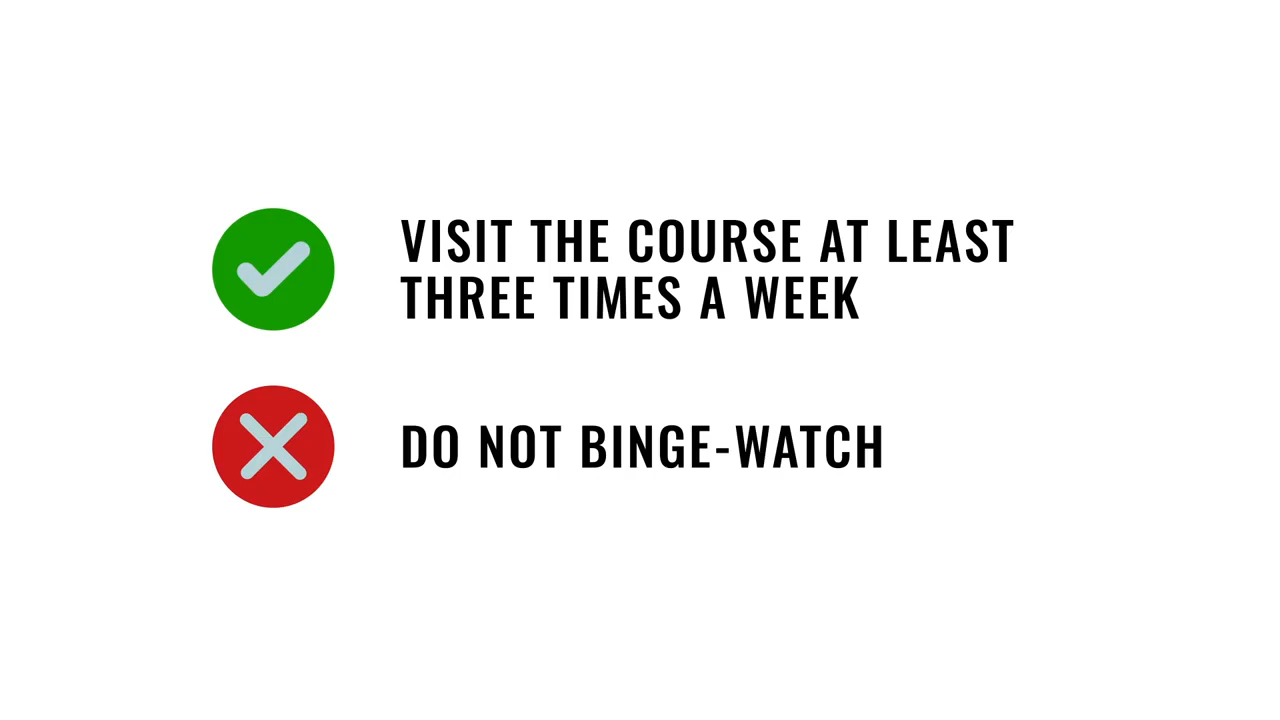 VISIT THE COURSE AT LEAST
THREE TIMES A WEEK
DO NOT BINGE-WATCH